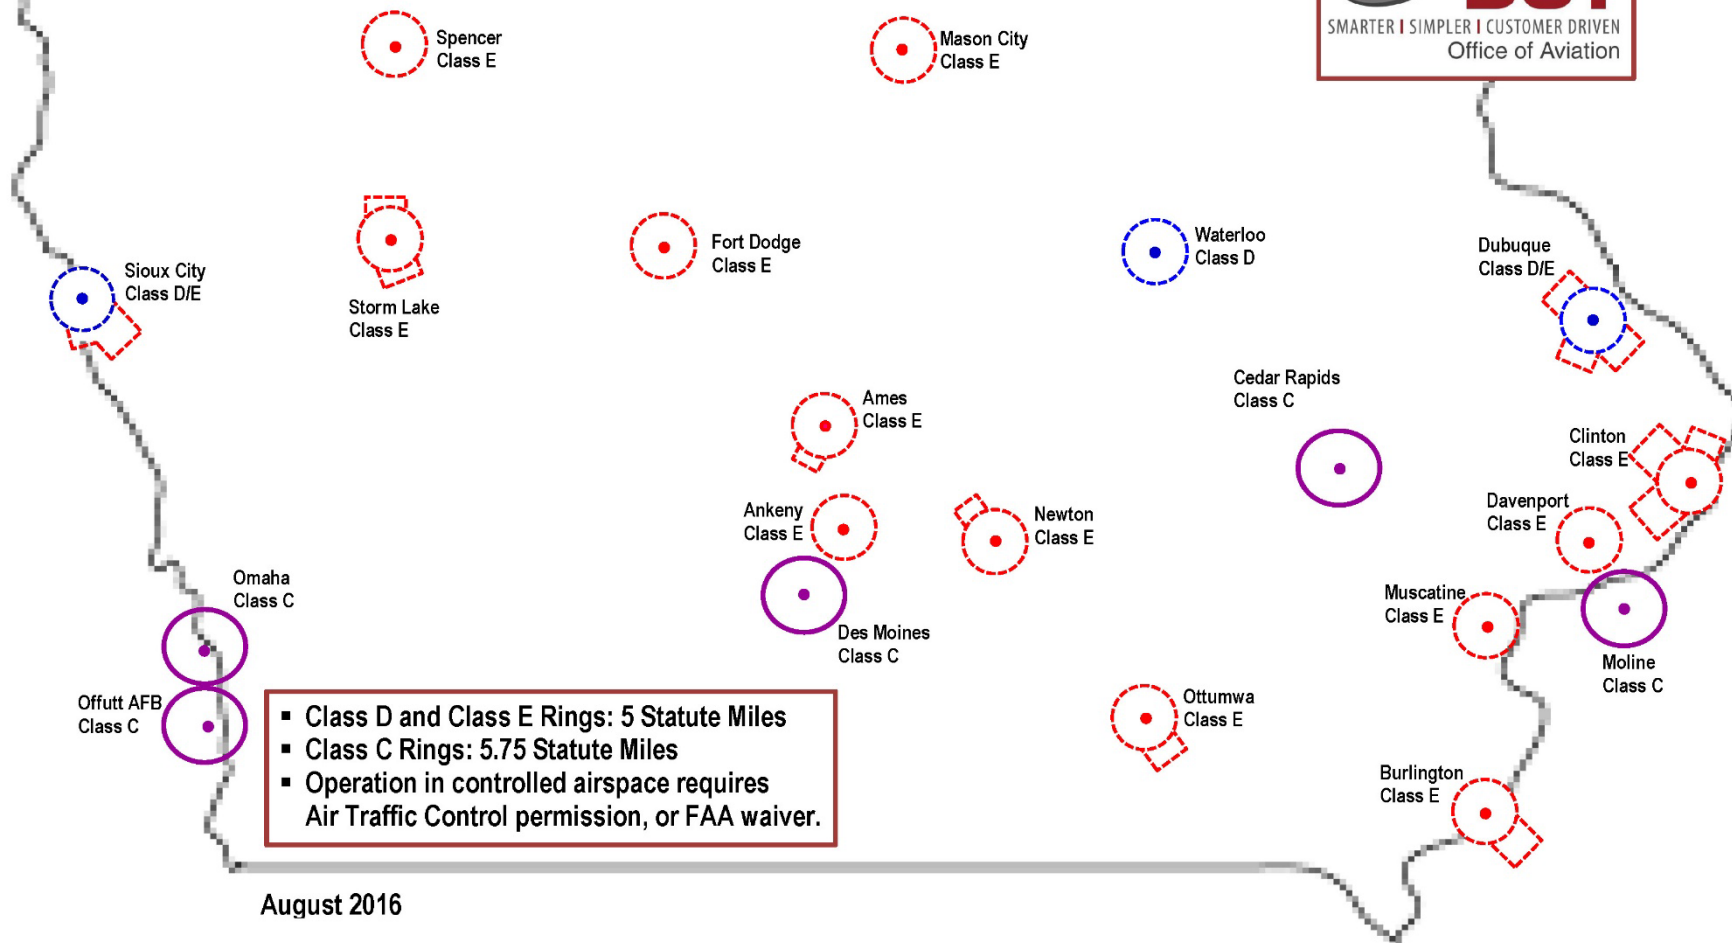 DOT
SMARTER | SIMPLER | CUSTOMER DRIVEN
Office of Aviation
Spencer
Class E
Mason City
Class E
Sioux City
Class D/E
Storm Lake
Class E
Fort Dodge
Class E
Waterloo
Class D
Dubuque
Class D/E
Ames
Class E
Cedar Rapids
Class C
Clinton
Class E
Ankeny
Class E
Newton
Class E
Davenport
Class E
Omaha
Class C
Des Moines
Class C
Muscatine
Class E
Moline
Class C
Offutt AFB
Class C
Ottumwa
Class E
Burlington
Class E
▪ Class D and Class E Rings: 5 Statute Miles
▪ Class C Rings: 5.75 Statute Miles
▪ Operation in controlled airspace requires
Air Traffic Control permission, or FAA waiver.
August 2016